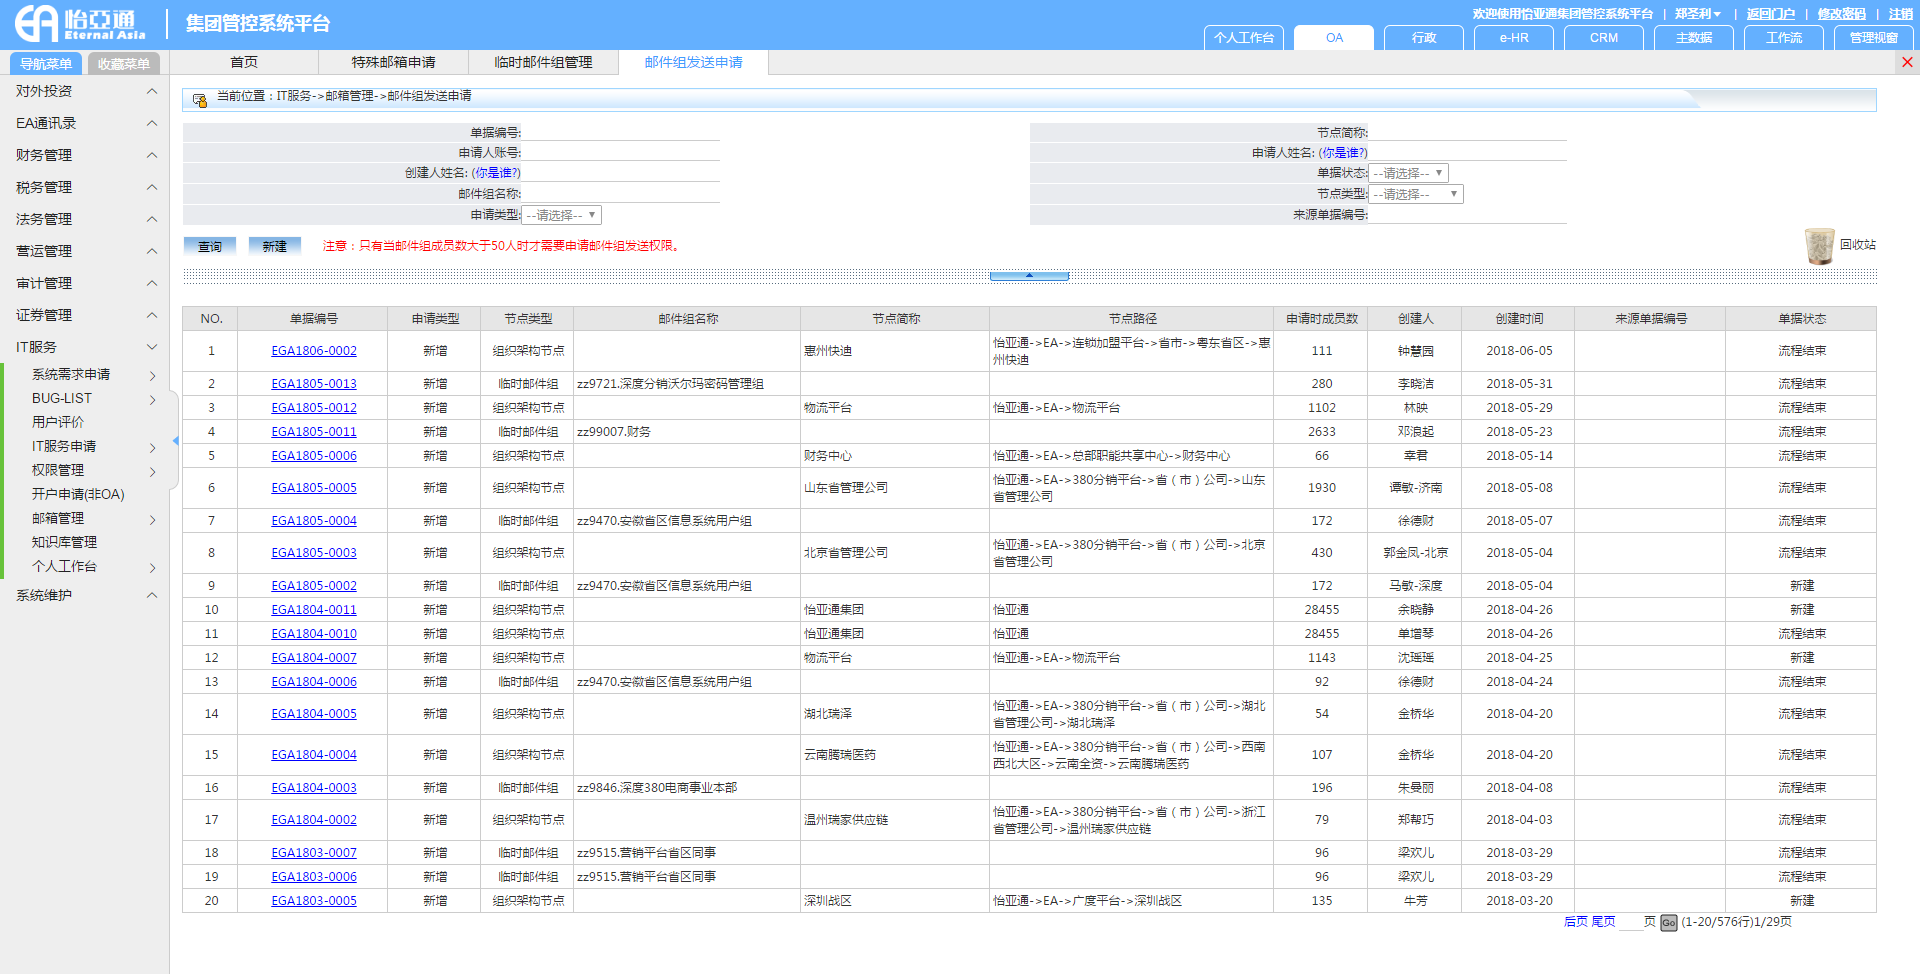 怡亞通 Eternal Asia
集团管控系统平台
欢迎使用怡亚通集团管控系统平台 | 郑圣利 | 返回门户 | 修改密码 | 注销
个人工作台 OA 行政 e-HR CRM 主数据 工作流 管理视窗
导航菜单 收藏菜单 首页 特殊邮箱申请 临时邮件组管理 邮件组发送申请
对外投资
EA通讯录
财务管理
税务管理
法务管理
营运管理
审计管理
证券管理
IT服务
系统需求申请
BUG-LIST
用户评价
IT服务申请
权限管理
开户申请(非OA)
邮箱管理
知识库管理
个人工作台
系统维护
当前位置：IT服务->邮箱管理->邮件组发送申请
单据编号: 节点简称:
申请人账号: 申请人姓名: (你是谁?)
创建人姓名: (你是谁?) 单据状态: --请选择--
邮件组名称: 节点类型: --请选择--
申请类型: --请选择-- 来源单据编号:
查询 新建 注意：只有当邮件组成员数大于50人时才需要申请邮件组发送权限。 回收站
NO. 单据编号 申请类型 节点类型 邮件组名称 节点简称 节点路径 申请时成员数 创建人 创建时间 来源单据编号 单据状态
1 EGA1806-0002 新增 组织架构节点 惠州快迪 怡亚通->EA->连锁加盟平台->省市->粤东省区->惠州快迪 111 钟慧园 2018-06-05 流程结束
2 EGA1805-0013 新增 临时邮件组 zz9721.深度分销沃尔玛密码管理组 280 李晓洁 2018-05-31 流程结束
3 EGA1805-0012 新增 组织架构节点 物流平台 怡亚通->EA->物流平台 1102 林映 2018-05-29 流程结束
4 EGA1805-0011 新增 临时邮件组 zz99007.财务 2633 邓浪起 2018-05-23 流程结束
5 EGA1805-0006 新增 组织架构节点 财务中心 怡亚通->EA->总部职能共享中心->财务中心 66 幸君 2018-05-14 流程结束
6 EGA1805-0005 新增 组织架构节点 山东省管理公司 怡亚通->EA->380分销平台->省（市）公司->山东省管理公司 1930 谭敏-济南 2018-05-08 流程结束
7 EGA1805-0004 新增 临时邮件组 zz9470.安徽省区信息系统用户组 172 徐德财 2018-05-07 流程结束
8 EGA1805-0003 新增 组织架构节点 北京省管理公司 怡亚通->EA->380分销平台->省（市）公司->北京省管理公司 430 郭金凤-北京 2018-05-04 流程结束
9 EGA1805-0002 新增 临时邮件组 zz9470.安徽省区信息系统用户组 172 马敏-深度 2018-05-04 新建
10 EGA1804-0011 新增 组织架构节点 怡亚通集团 怡亚通 28455 余晓静 2018-04-26 新建
11 EGA1804-0010 新增 组织架构节点 怡亚通集团 怡亚通 28455 单增琴 2018-04-26 流程结束
12 EGA1804-0007 新增 组织架构节点 物流平台 怡亚通->EA->物流平台 1143 沈瑶瑶 2018-04-25 新建
13 EGA1804-0006 新增 临时邮件组 zz9470.安徽省区信息系统用户组 92 徐德财 2018-04-24 流程结束
14 EGA1804-0005 新增 组织架构节点 湖北瑞泽 怡亚通->EA->380分销平台->省（市）公司->湖北省管理公司->湖北瑞泽 54 金桥华 2018-04-20 流程结束
15 EGA1804-0004 新增 组织架构节点 云南腾瑞医药 怡亚通->EA->380分销平台->省（市）公司->西南西北大区->云南全资->云南腾瑞医药 107 金桥华 2018-04-20 流程结束
16 EGA1804-0003 新增 临时邮件组 zz9846.深度380电商事业本部 196 朱曼丽 2018-04-08 流程结束
17 EGA1804-0002 新增 组织架构节点 温州瑞家供应链 怡亚通->EA->380分销平台->省（市）公司->浙江省管理公司->温州瑞家供应链 79 郑帮巧 2018-04-03 流程结束
18 EGA1803-0007 新增 临时邮件组 zz9515.营销平台省区同事 96 梁欢儿 2018-03-29 流程结束
19 EGA1803-0006 新增 临时邮件组 zz9515.营销平台省区同事 96 梁欢儿 2018-03-29 流程结束
20 EGA1803-0005 新增 组织架构节点 深圳战区 怡亚通->EA->广度平台->深圳战区 135 牛芳 2018-03-20 新建
后页 尾页 页 Go (1-20/576行)1/29页